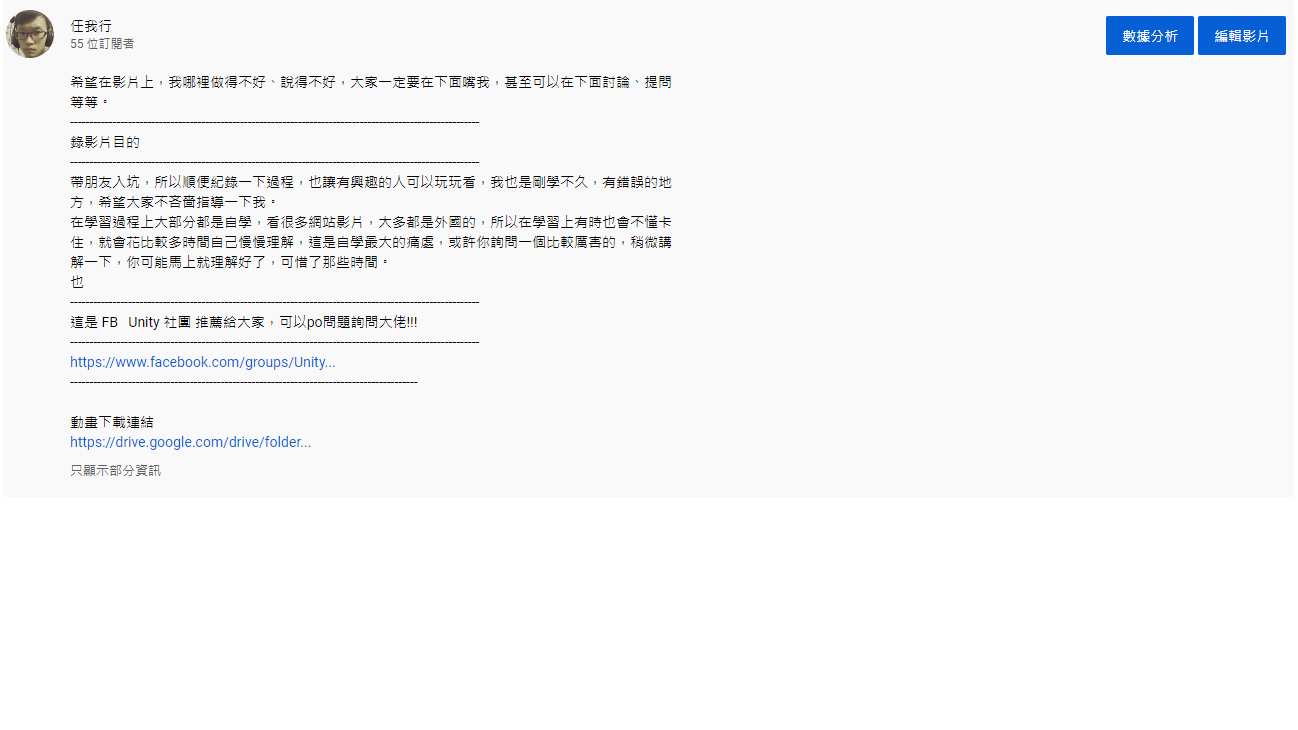 任我行
55 位訂閱者
數據分析
編輯影片
希望在影片上，我哪裡做得不好、說得不好，大家一定要在下面嘴我，甚至可以在下面討論、提問
等等。
------------------------------------------------------------------------------------------------------
錄影片目的
------------------------------------------------------------------------------------------------------
帶朋友入坑，所以順便紀錄一下過程，也讓有興趣的人可以玩玩看，我也是剛學不久，有錯誤的地
方，希望大家不吝嗇指導一下我。
在學習過程上大部分都是自學，看很多網站影片，大多都是外國的，所以在學習上有時也會不懂卡
住，就會花比較多時間自己慢慢理解，這是自學最大的痛處，或許你詢問一個比較厲害的，稍微講
解一下，你可能馬上就理解好了，可惜了那些時間。
也
------------------------------------------------------------------------------------------------------
這是 FB   Unity 社團 推薦給大家，可以po問題詢問大佬!!!
------------------------------------------------------------------------------------------------------
https://www.facebook.com/groups/Unity...
---------------------------------------------------------------------------------------
動畫下載連結
https://drive.google.com/drive/folder...
只顯示部分資訊